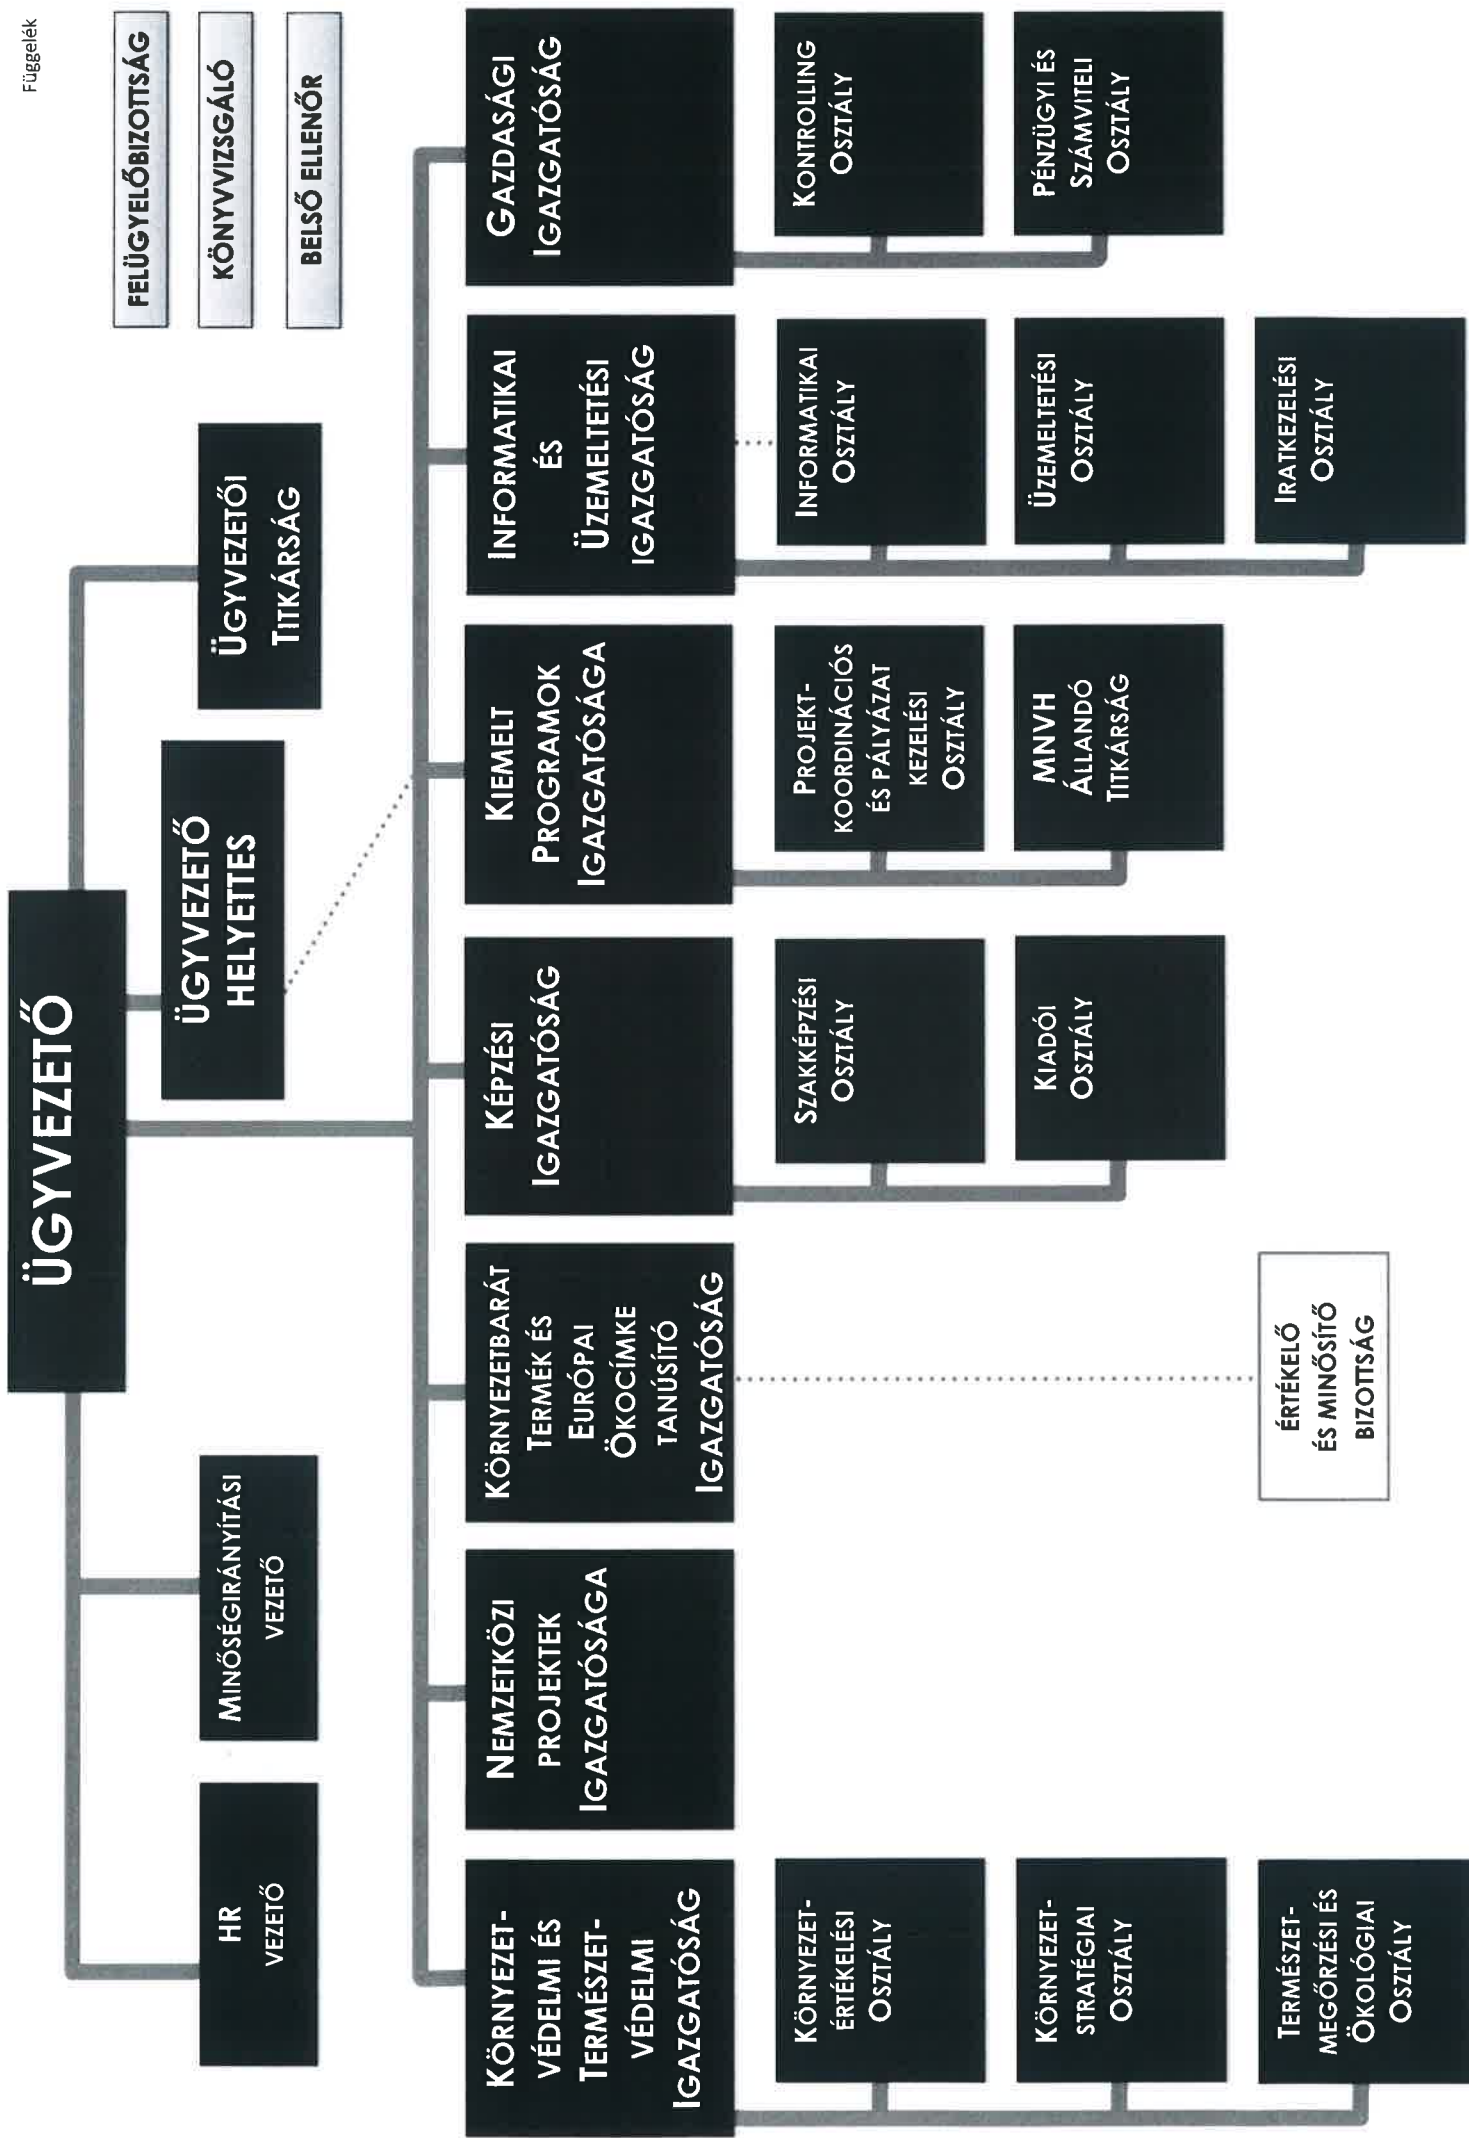 Függelék
FELÜGYELŐBIZOTTSÁG
KÖNYVVIZSGÁLÓ
BELSŐ ELLENŐR
ÜGYVEZETŐ
HR
VEZETŐ
MINŐSÉGIRÁNYÍTÁSI
VEZETŐ
ÜGYVEZETŐ
HELYETTES
ÜGYVEZETŐI
TITKÁRSÁG
KÖRNYEZET-
VÉDELMI ÉS
TERMÉSZET-
VÉDELMI
IGAZGATÓSÁG
NEMZETKÖZI
PROJEKTEK
IGAZGATÓSÁGA
KÖRNYEZETBARÁT
TERMÉK ÉS
EURÓPAI
ÖKOCÍMKE
TANÚSÍTÓ
IGAZGATÓSÁG
KÉPZÉSI
IGAZGATÓSÁG
KIEMELT
PROGRAMOK
IGAZGATÓSÁGA
INFORMATIKAI
ÉS
ÜZEMELTETÉSI
IGAZGATÓSÁG
GAZDASÁGI
IGAZGATÓSÁG
KÖRNYEZET-
ÉRTÉKELÉSI
OSZTÁLY
KÖRNYEZET-
STRATÉGIAI
OSZTÁLY
TERMÉSZET-
MEGŐRZÉSI ÉS
ÖKOLÓGIAI
OSZTÁLY
ÉRTÉKELŐ
ÉS MINŐSÍTŐ
BIZOTTSÁG
SZAKKÉPZÉSI
OSZTÁLY
KIADÓI
OSZTÁLY
PROJEKT-
KOORDINÁCIÓS
ÉS PÁLYÁZAT
KEZELÉSI
OSZTÁLY
MNVH
ÁLLANDÓ
TITKÁRSÁG
INFORMATIKAI
OSZTÁLY
ÜZEMELTETÉSI
OSZTÁLY
IRATKEZELÉSI
OSZTÁLY
KONTROLLING
OSZTÁLY
PÉNZÜGYI ÉS
SZÁMVITELI
OSZTÁLY